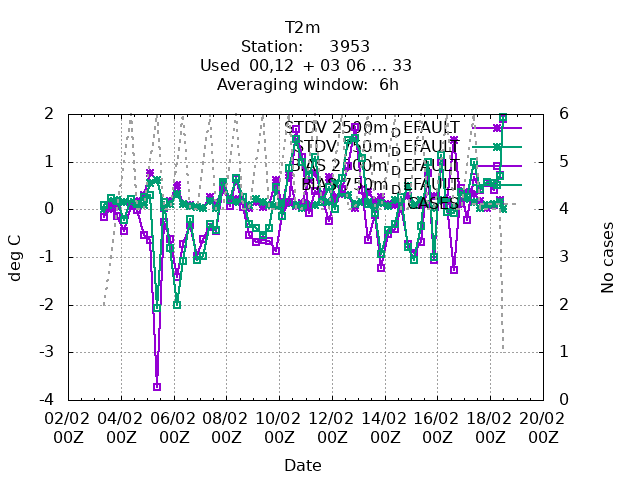 T2m
Station: 3953
Used 00,12 + 03 06 ... 33
Averaging window: 6h
STDV 2500m DEFAULT
STDV 750m DEFAULT
BIAS 2500m DEFAULT
BIAS 750m DEFAULT
CASES
2
1
0
-1
-2
-3
-4
6
5
4
3
2
1
0
deg C
No cases
02/02 04/02 06/02 08/02 10/02 12/02 14/02 16/02 18/02 20/02
00Z 00Z 00Z 00Z 00Z 00Z 00Z 00Z 00Z 00Z
Date